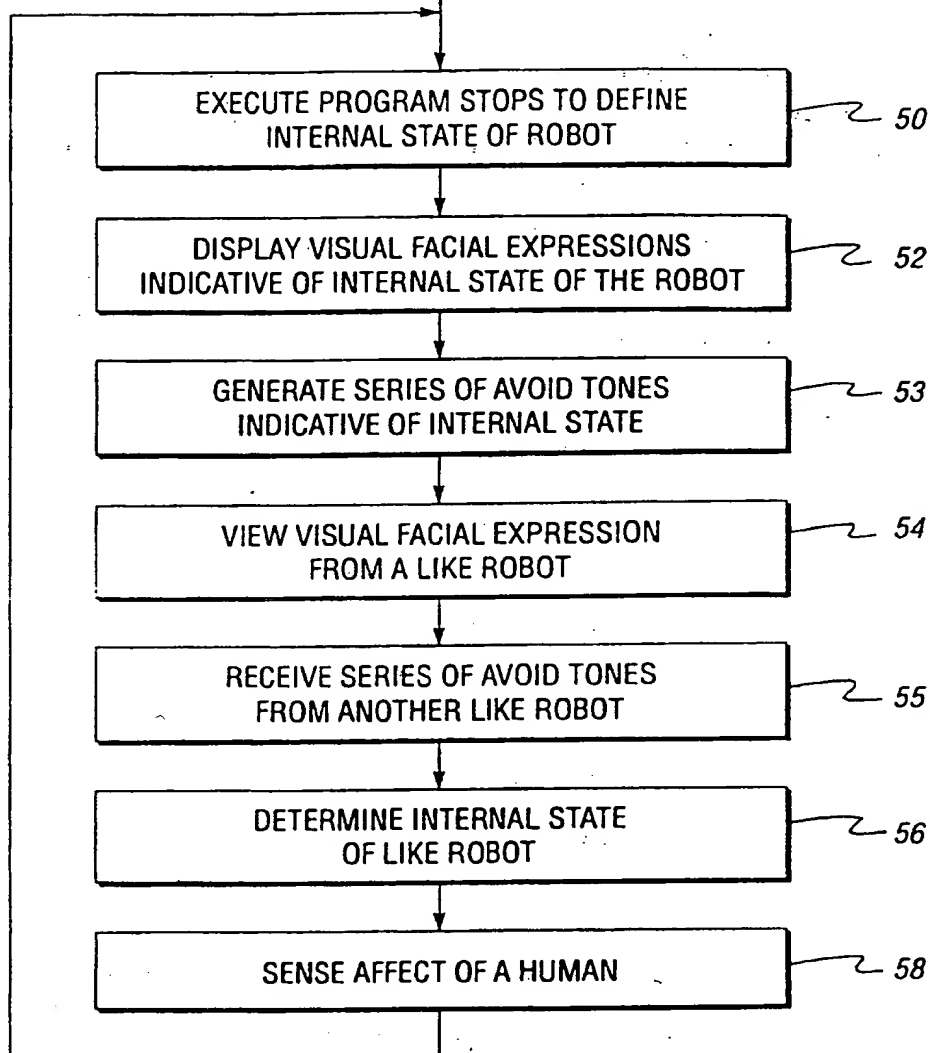 EXECUTE PROGRAM STOPS TO DEFINE
INTERNAL STATE OF ROBOT
50
DISPLAY VISUAL FACIAL EXPRESSIONS
INDICATIVE OF INTERNAL STATE OF THE ROBOT
52
GENERATE SERIES OF AVOID TONES
INDICATIVE OF INTERNAL STATE
53
VIEW VISUAL FACIAL EXPRESSION
FROM A LIKE ROBOT
54
RECEIVE SERIES OF AVOID TONES
FROM ANOTHER LIKE ROBOT
55
DETERMINE INTERNAL STATE
OF LIKE ROBOT
56
SENSE AFFECT OF A HUMAN
58